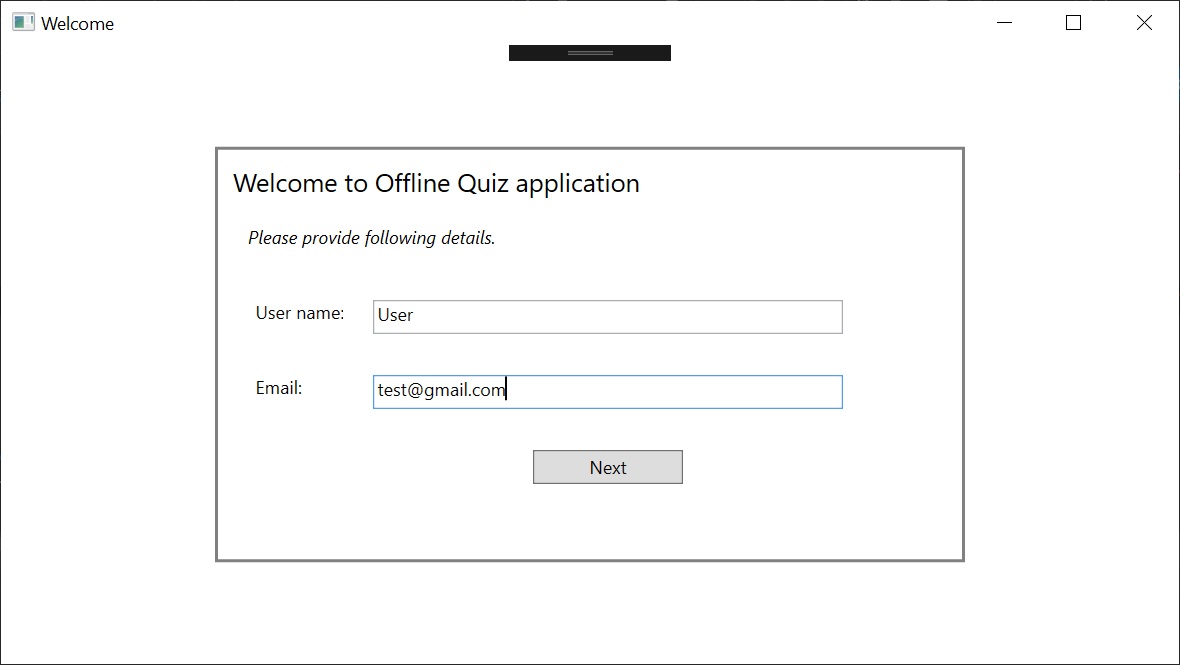 Welcome
Welcome to Offline Quiz application
Please provide following details.
User name: User
Email: test@gmail.com
Next